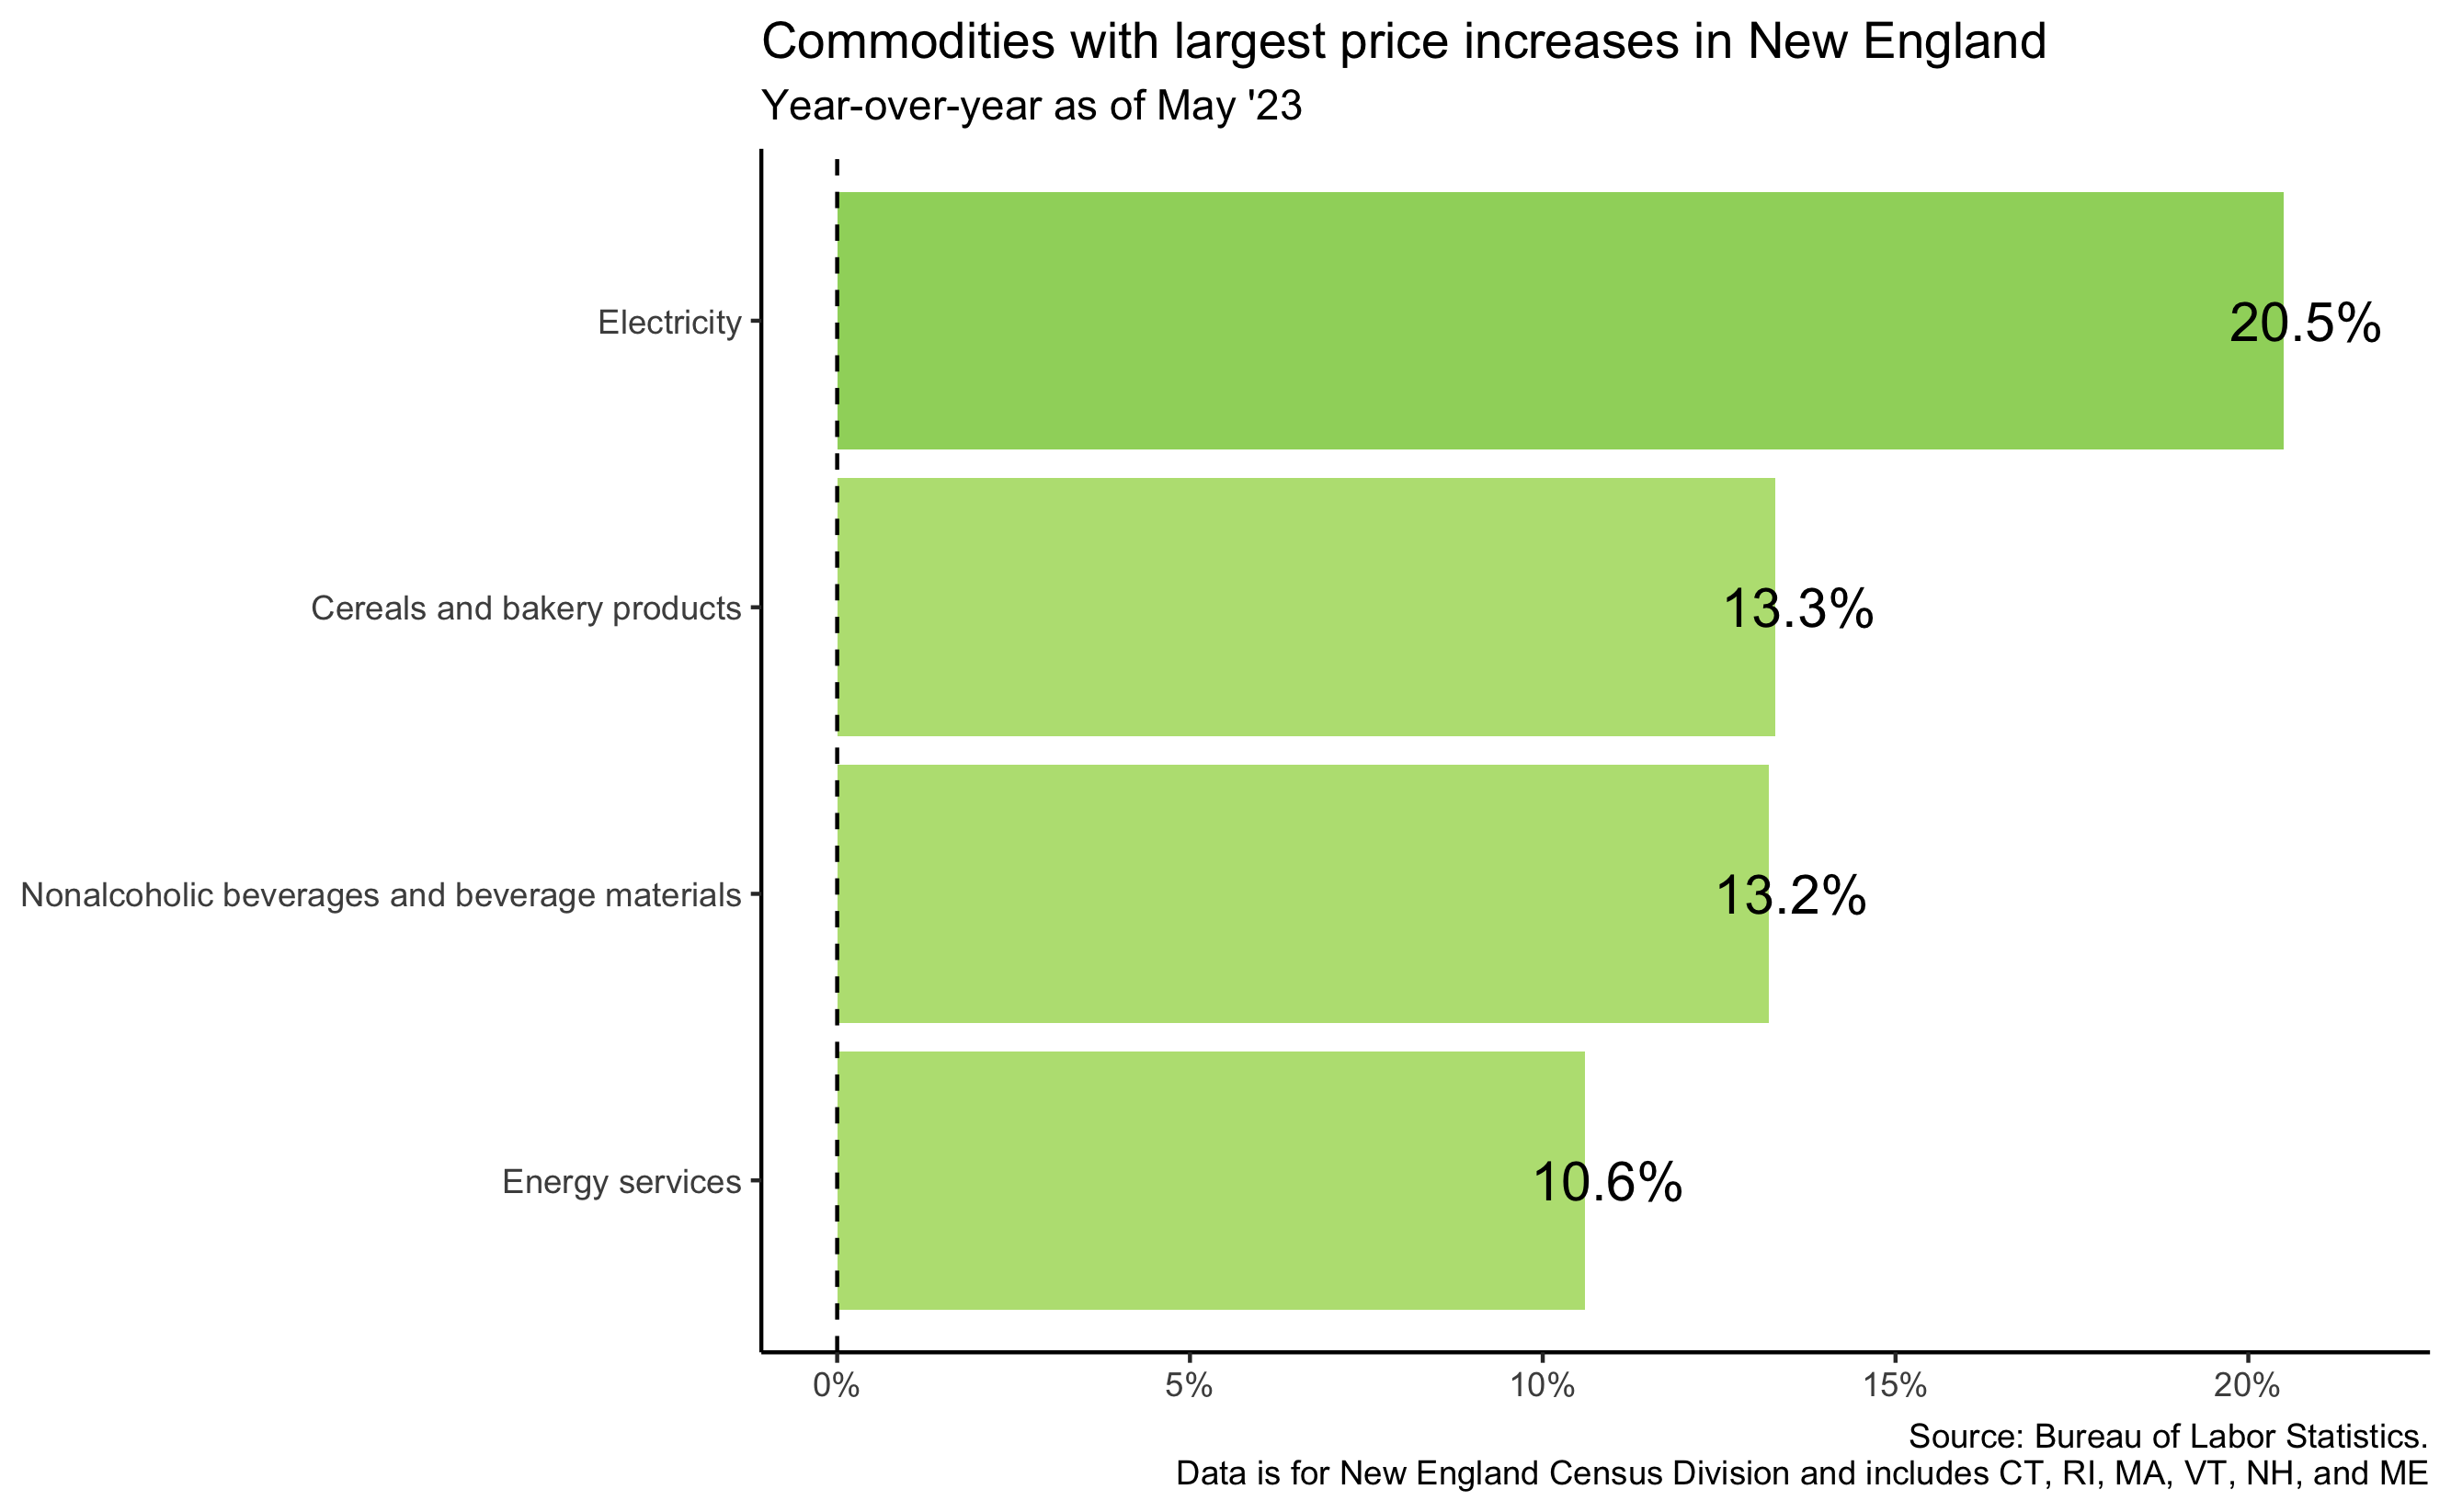 Commodities with largest price increases in New England
Year-over-year as of May '23
Electricity
20.5%
Cereals and bakery products
13.3%
Nonalcoholic beverages and beverage materials
13.2%
Energy services
10.6%
0%
5%
10%
15%
20%
Source: Bureau of Labor Statistics.
Data is for New England Census Division and includes CT, RI, MA, VT, NH, and ME